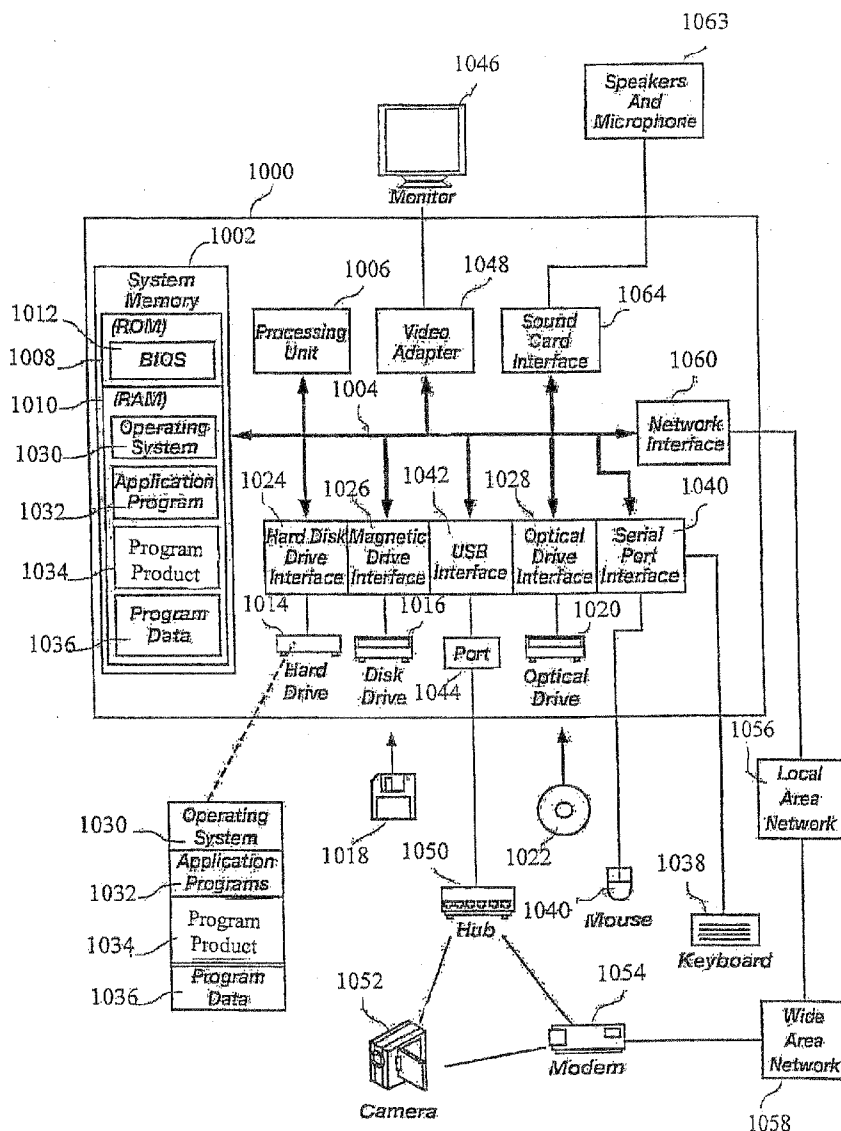 1063
1046
Speakers
And
Microphone
1000
Monitor
1002
System
Memory
1006
1048
1064
1012
(ROM)
BIOS
1008
Processing
Unit
Video
Adapter
Sound
Card
Interface
1010
(RAM)
1004
1060
Operating
System
1030
Network
Interface
Application
Program
1032
1024
1026
1042
1028
1040
Hard Disk
Drive
Interface
Magnetic
Drive
Interface
USB
Interface
Optical
Drive
Interface
Serial
Port
Interface
1034
Program
Product
1014
1016
1020
1036
Program
Data
Hard
Drive
Disk
Drive
Port
1044
Optical
Drive
1056
Local
Area
Network
1030
Operating
System
1018
1050
1022
1032
Application
Programs
1040
Mouse
1038
Hub
Keyboard
1034
Program
Product
1036
Program
Data
1052
1054
Wide
Area
Network
Modem
Camera
1058